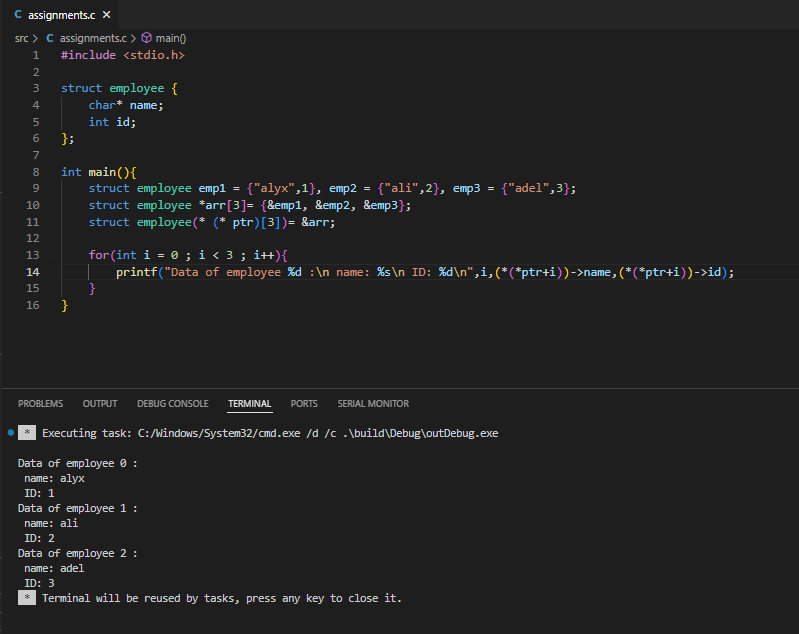 C assignments.c ×
src > C assignments.c > main()
1 #include <stdio.h>
2
3 struct employee {
4     char* name;
5     int id;
6 };
7
8 int main(){
9     struct employee emp1 = {"alyx",1}, emp2 = {"ali",2}, emp3 = {"adel",3};
10     struct employee *arr[3]= {&emp1, &emp2, &emp3};
11     struct employee(* (* ptr)[3])= &arr;
12
13     for(int i = 0 ; i < 3 ; i++){
14         printf("Data of employee %d :\n name: %s\n ID: %d\n",i,(*(*ptr+i))->name,(*(*ptr+i))->id);
15     }
16 }
PROBLEMS OUTPUT DEBUG CONSOLE TERMINAL PORTS SERIAL MONITOR
* Executing task: C:/Windows/System32/cmd.exe /d /c .\build\Debug\outDebug.exe
Data of employee 0 :
 name: alyx
 ID: 1
Data of employee 1 :
 name: ali
 ID: 2
Data of employee 2 :
 name: adel
 ID: 3
* Terminal will be reused by tasks, press any key to close it.